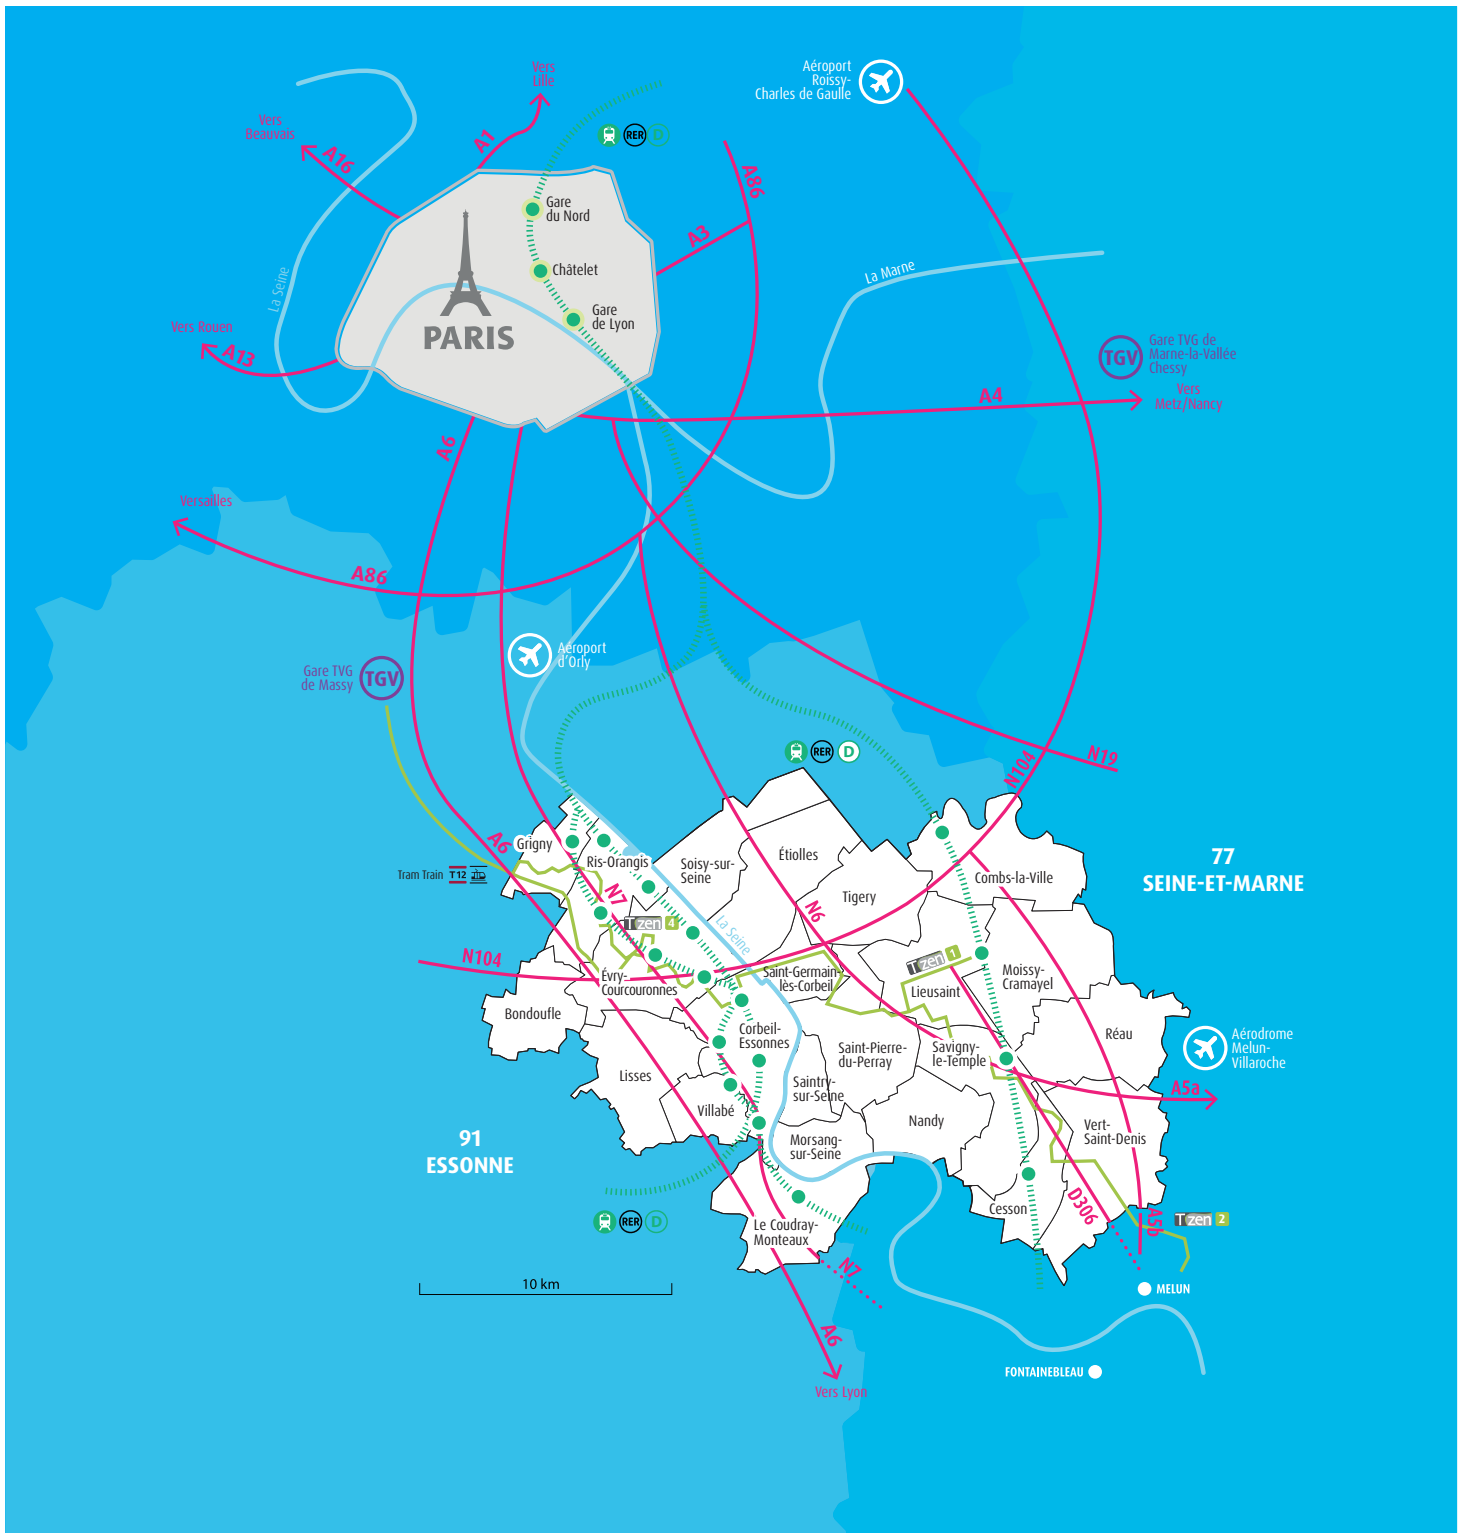 Aéroport
Roissy-
Charles de Gaulle
Vers
Lille
Vers
Beauvais
A16
A1
RER
D
A86
Gare
du Nord
A3
Châtelet
La Seine
La Marne
Gare
de Lyon
PARIS
Vers Rouen
A13
TGV
Gare TVG de
Marne-la-Vallée
Chessy
Vers
Metz/Nancy
A4
A6
Versailles
A86
Aéroport
d'Orly
Gare TVG
de Massy
TGV
RER
D
N19
N104
A6
Grigny
Ris-Orangis
Soisy-sur-
Seine
Étiolles
Tigery
Combs-la-Ville
77
SEINE-ET-MARNE
Tram Train
T12
N7
Tzen 4
La Seine
N6
N104
Évry-
Courcouronnes
Saint-Germain-
lès-Corbeil
Tzen 1
Lieusaint
Moissy-
Cramayel
Bondoufle
Corbeil-
Essonnes
Saint-Pierre-
du-Perray
Savigny-
le-Temple
Réau
Aérodrome
Melun-
Villaroche
Lisses
Saintry-
sur-Seine
A5a
Villabé
Nandy
Vert-
Saint-Denis
91
ESSONNE
Morsang-
sur-Seine
Cesson
D306
A5b
Tzen 2
RER
D
Le Coudray-
Monteaux
N7
10 km
MELUN
A6
FONTAINEBLEAU
Vers Lyon